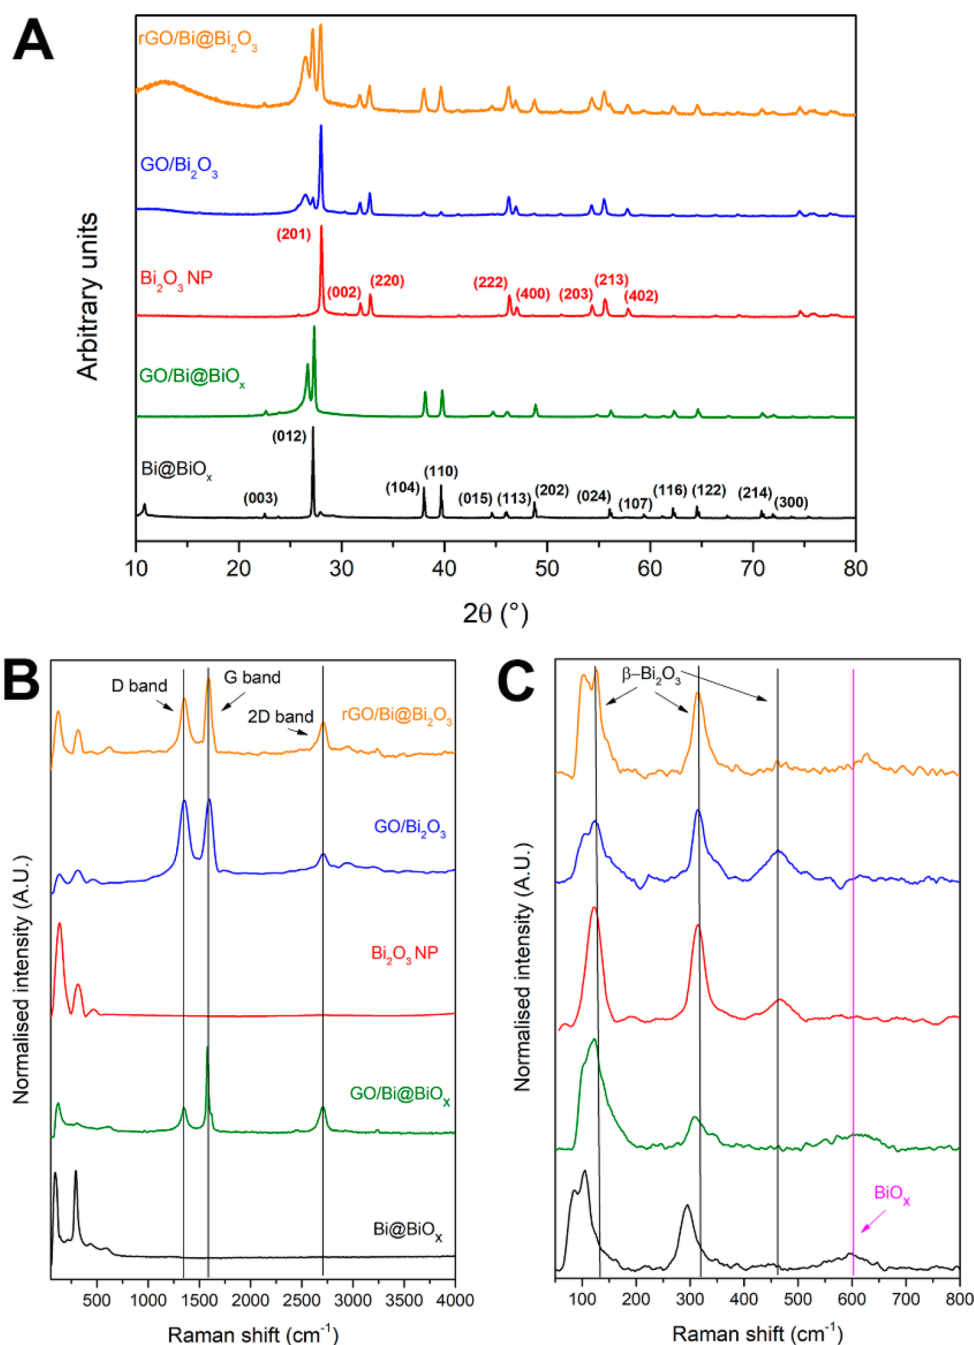 A
rGO/Bi@Bi₂O₃
GO/Bi₂O₃
Bi₂O₃ NP
(201)
(002)
(220)
(222)
(400)
(203)
(213)
(402)
GO/Bi@BiOₓ
Bi@BiOₓ
(003)
(012)
(104)
(110)
(015)
(113)
(202)
(024)
(107)
(116)
(122)
(214)
(300)
Arbitrary units
10 20 30 40 50 60 70 80
2θ (°)
B
D band
G band
2D band
rGO/Bi@Bi₂O₃
GO/Bi₂O₃
Bi₂O₃ NP
GO/Bi@BiOₓ
Bi@BiOₓ
Normalised intensity (A.U.)
500 1000 1500 2000 2500 3000 3500 4000
Raman shift (cm⁻¹)
C
β–Bi₂O₃
BiOₓ
Normalised intensity (A.U.)
100 200 300 400 500 600 700 800
Raman shift (cm⁻¹)